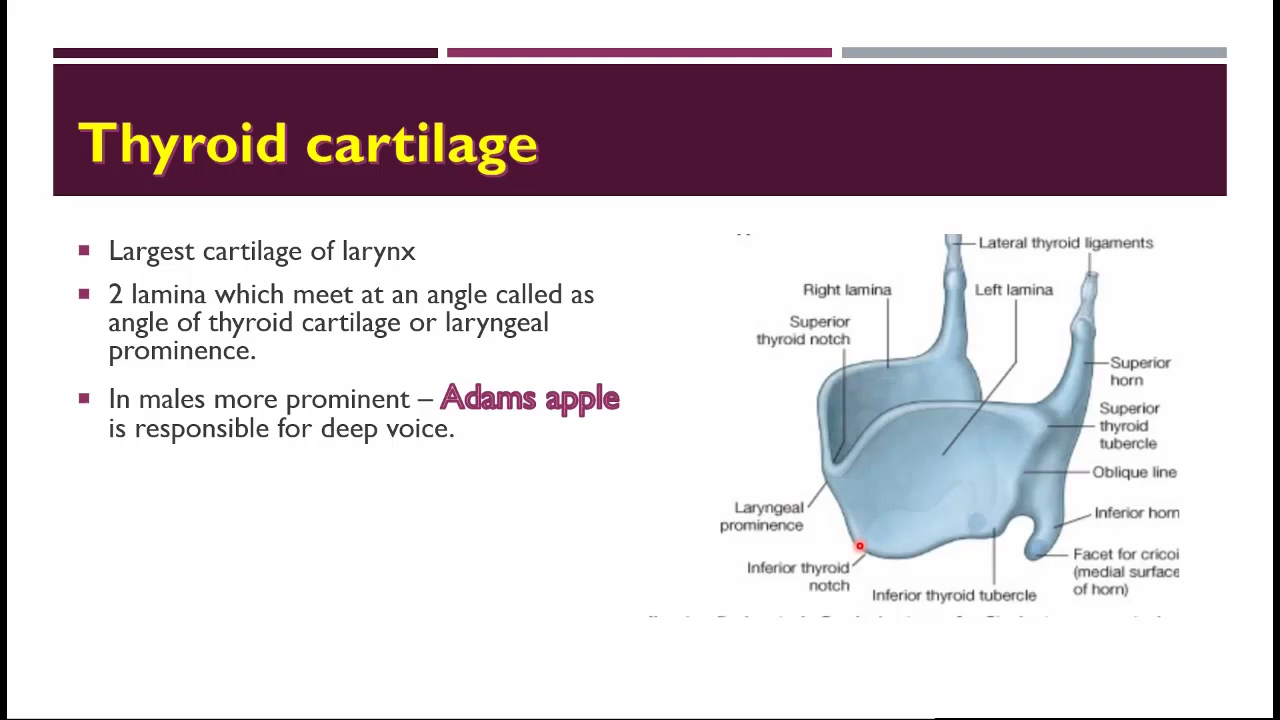 Thyroid cartilage
Largest cartilage of larynx
2 lamina which meet at an angle called as
angle of thyroid cartilage or laryngeal
prominence.
In males more prominent – Adams apple
is responsible for deep voice.
Lateral thyroid ligaments
Right lamina
Left lamina
Superior
thyroid notch
Superior
horn
Superior
thyroid
tubercle
Oblique line
Laryngeal
prominence
Inferior horn
Inferior thyroid
notch
Facet for cricoi
(medial surface
of horn)
Inferior thyroid tubercle